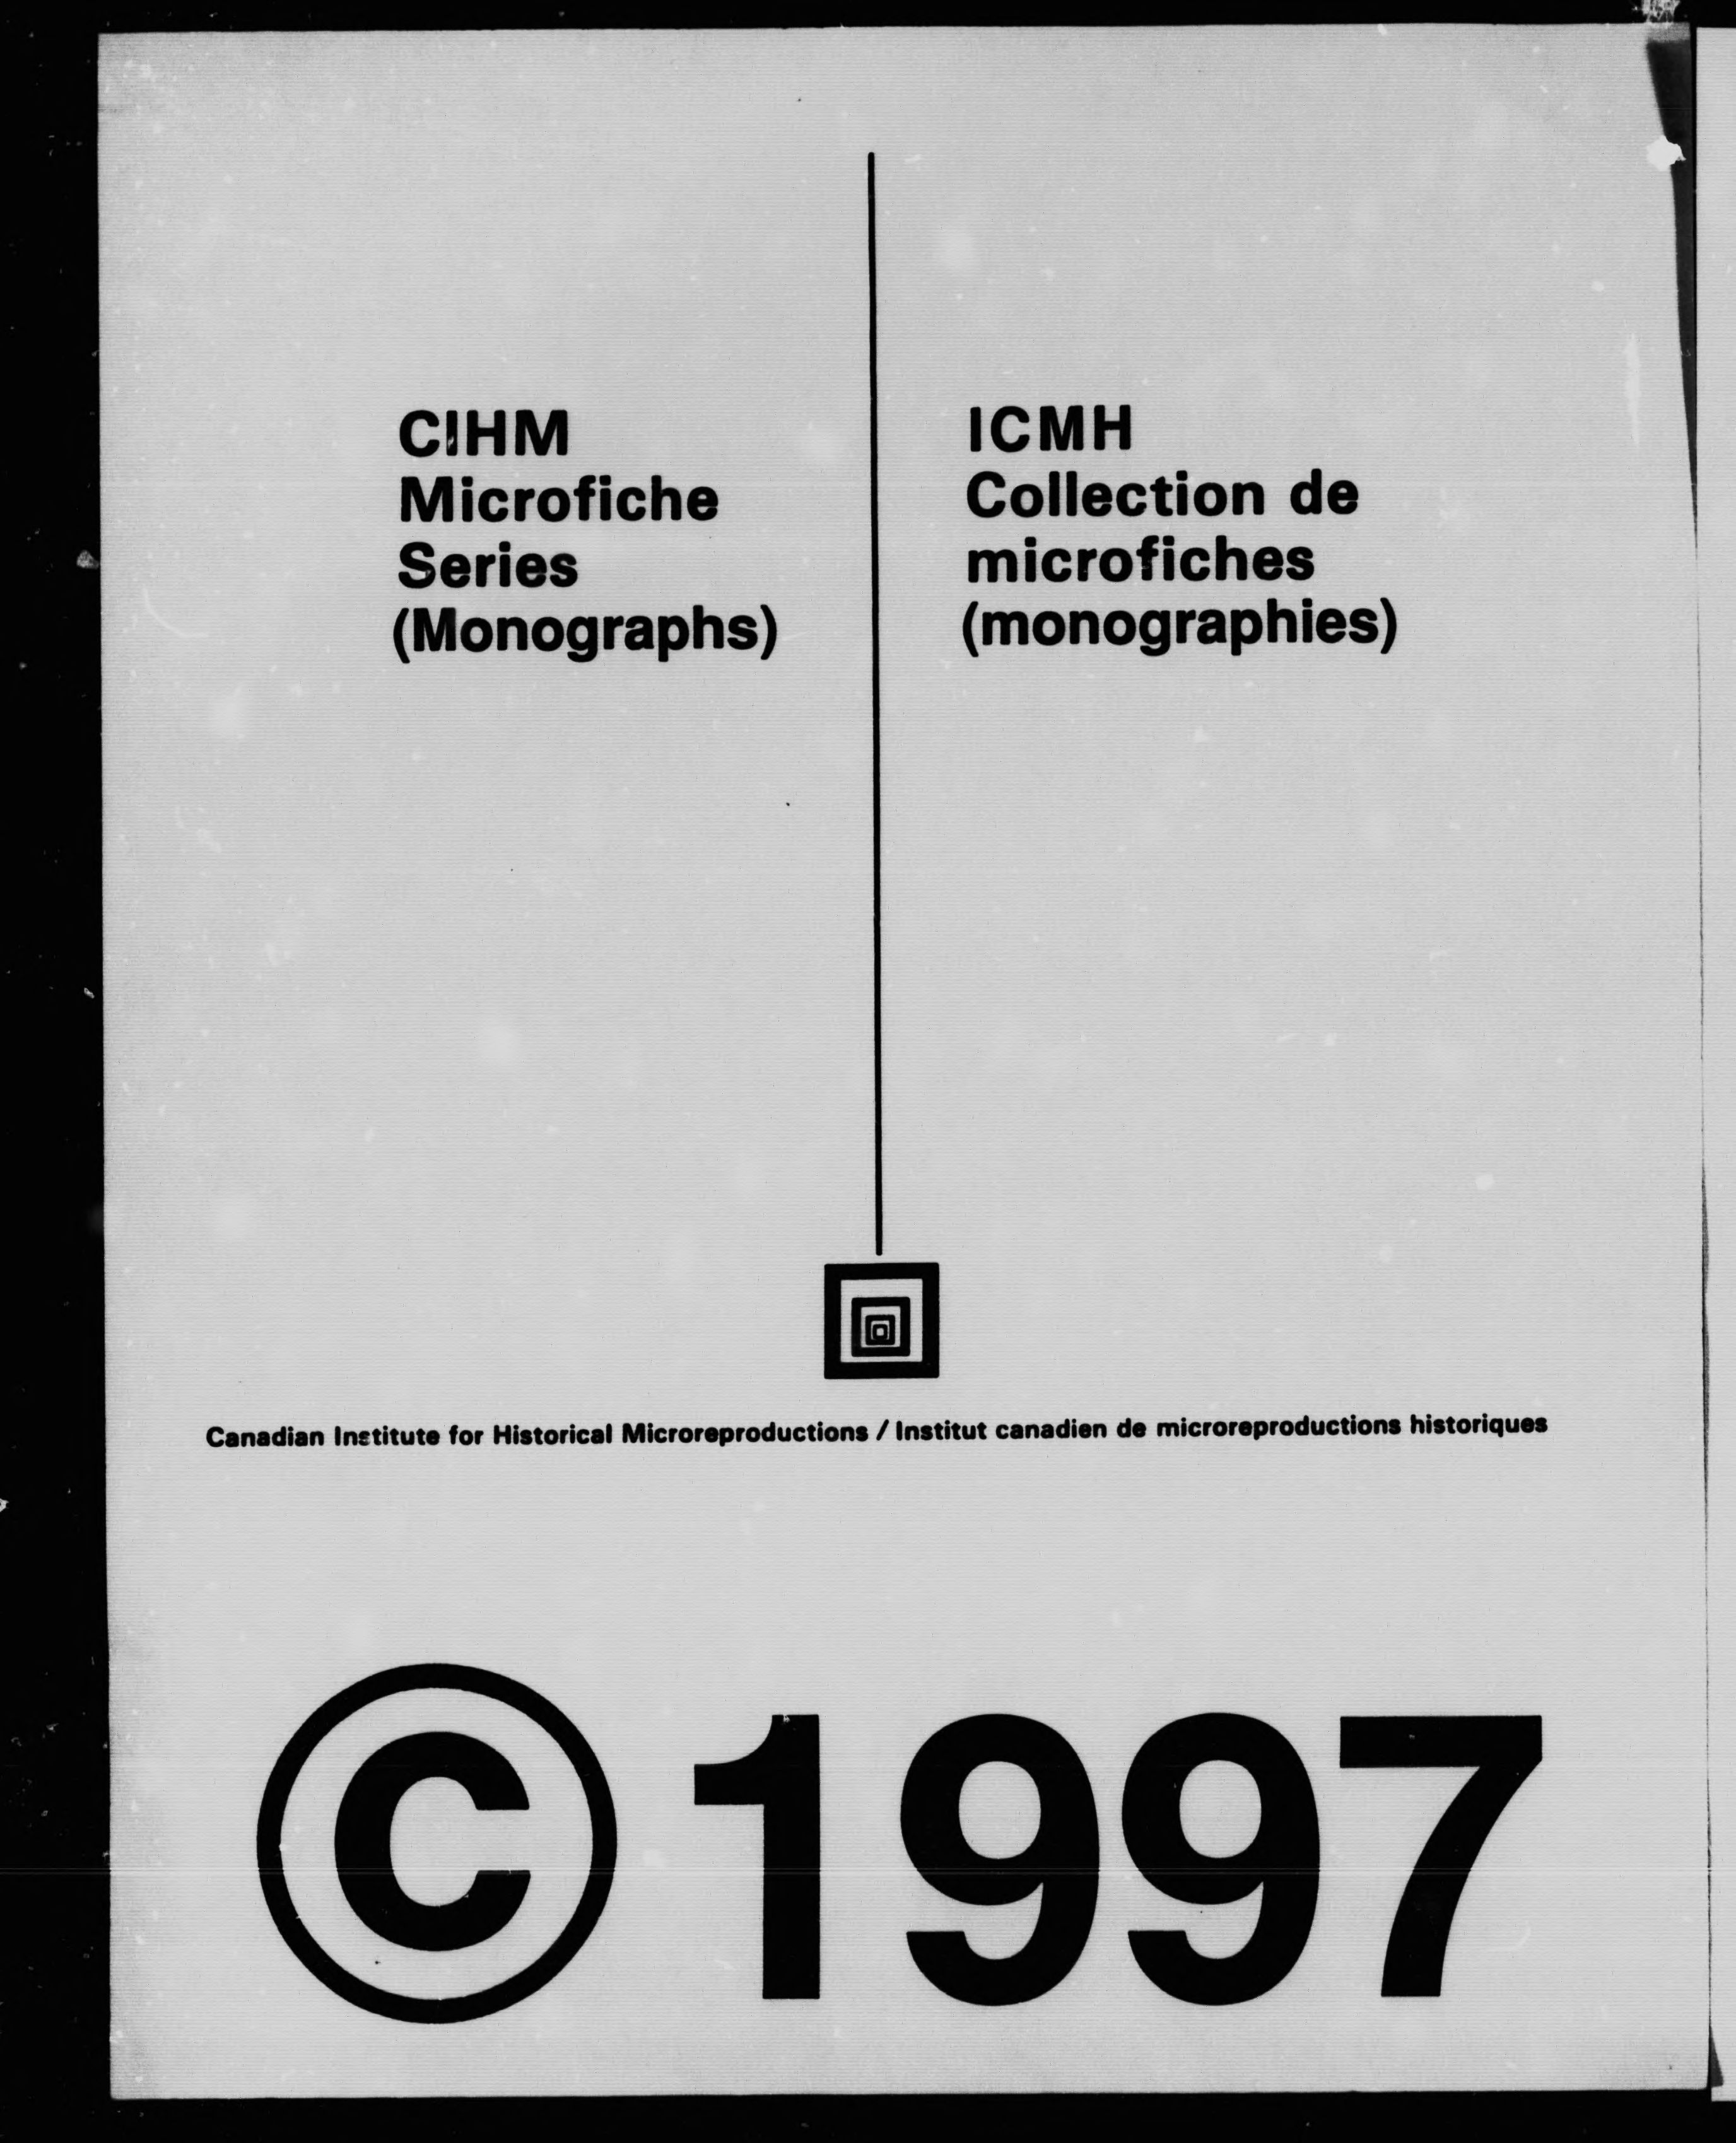 CIHM
Microfiche
Series
(Monographs)
ICMH
Collection de
microfiches
(monographies)
Canadian Institute for Historical Microreproductions / Institut canadien de microreproductions historiques
© 1997